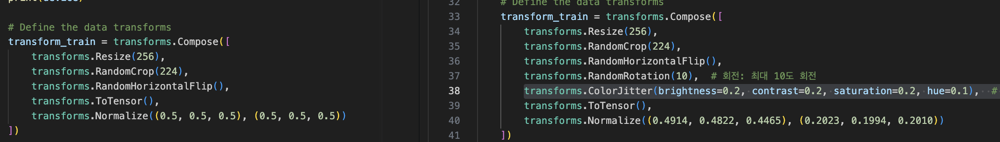 print(device)
# Define the data transforms
transform_train = transforms.Compose([
    transforms.Resize(256),
    transforms.RandomCrop(224),
    transforms.RandomHorizontalFlip(),
    transforms.ToTensor(),
    transforms.Normalize((0.5, 0.5, 0.5), (0.5, 0.5, 0.5))
])
32 # Define the data transforms
33 transform_train = transforms.Compose([
34     transforms.Resize(256),
35     transforms.RandomCrop(224),
36     transforms.RandomHorizontalFlip(),
37     transforms.RandomRotation(10),  # 회전: 최대 10도 회전
38     transforms.ColorJitter(brightness=0.2, contrast=0.2, saturation=0.2, hue=0.1),  #
39     transforms.ToTensor(),
40     transforms.Normalize((0.4914, 0.4822, 0.4465), (0.2023, 0.1994, 0.2010))
41 ])